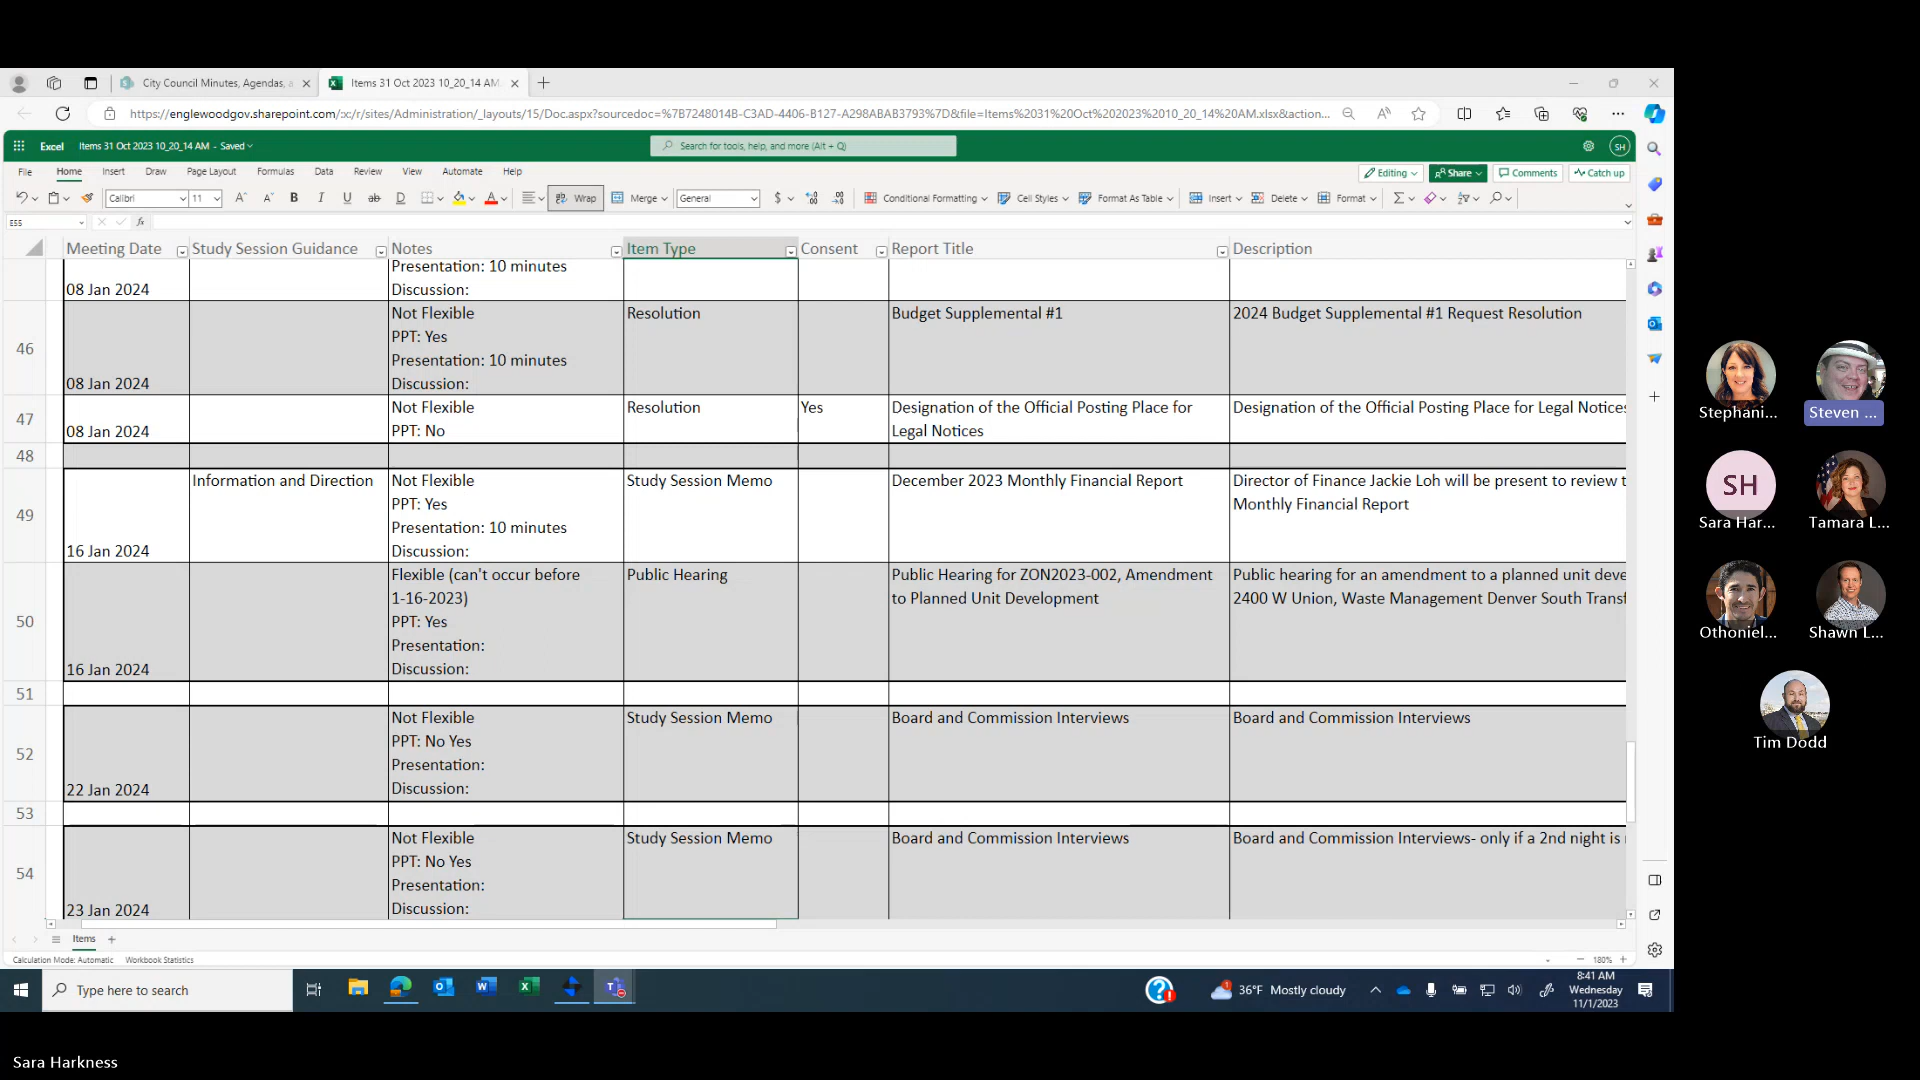 City Council Minutes, Agendas, a
Items 31 Oct 2023 10_20_14 AM
https://englewoodgov.sharepoint.com/:x:/r/sites/Administration/_layouts/15/Doc.aspx?sourcedoc=%7B7248014B-C3AD-4406-B127-A298ABAB3793%7D&file=Items%2031%20Oct%202023%2010_20_14%20AM.xlsx&action...
Excel Items 31 Oct 2023 10_20_14 AM - Saved
Search for tools, help, and more (Alt + Q)
SH
File Home Insert Draw Page Layout Formulas Data Review View Automate Help
Editing Share Comments Catch up
Calibri 11 B I U ab D A Wrap Merge General $ Conditional Formatting Cell Styles Format As Table Insert Delete Format
E55 fx
Meeting Date Study Session Guidance Notes Item Type Consent Report Title Description
Presentation: 10 minutes
08 Jan 2024 Discussion:
46
08 Jan 2024
Not Flexible
PPT: Yes
Presentation: 10 minutes
Discussion:
Resolution
Budget Supplemental #1
2024 Budget Supplemental #1 Request Resolution
47
08 Jan 2024
Not Flexible
PPT: No
Resolution
Yes
Designation of the Official Posting Place for
Legal Notices
Designation of the Official Posting Place for Legal Notices
48
49
16 Jan 2024
Information and Direction
Not Flexible
PPT: Yes
Presentation: 10 minutes
Discussion:
Study Session Memo
December 2023 Monthly Financial Report
Director of Finance Jackie Loh will be present to review t
Monthly Financial Report
50
16 Jan 2024
Flexible (can't occur before
1-16-2023)
PPT: Yes
Presentation:
Discussion:
Public Hearing
Public Hearing for ZON2023-002, Amendment
to Planned Unit Development
Public hearing for an amendment to a planned unit deve
2400 W Union, Waste Management Denver South Transf
51
52
22 Jan 2024
Not Flexible
PPT: No Yes
Presentation:
Discussion:
Study Session Memo
Board and Commission Interviews
Board and Commission Interviews
53
54
23 Jan 2024
Not Flexible
PPT: No Yes
Presentation:
Discussion:
Study Session Memo
Board and Commission Interviews
Board and Commission Interviews- only if a 2nd night is
Items
Calculation Mode: Automatic Workbook Statistics
180%
Type here to search
36°F Mostly cloudy
8:41 AM
Wednesday
11/1/2023
Stephani...
Steven ...
SH
Sara Har...
Tamara L...
Othoniel...
Shawn L...
Tim Dodd
Sara Harkness